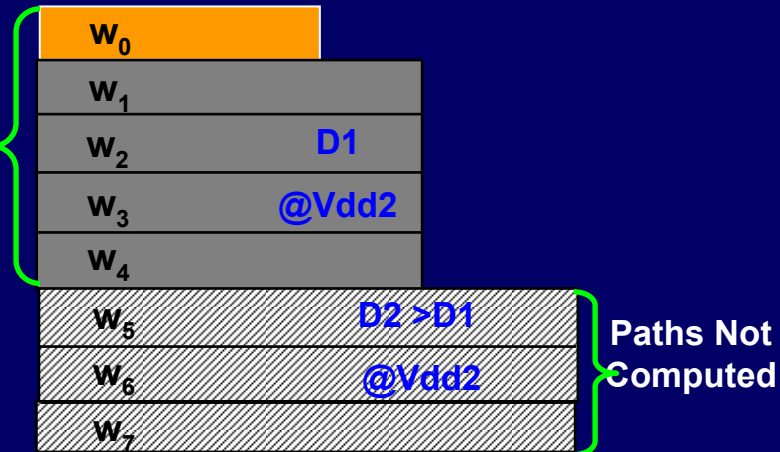 w0
w1
w2 D1
w3 @Vdd2
w4
w5 D2 >D1
w6 @Vdd2
w7
Paths Not
Computed